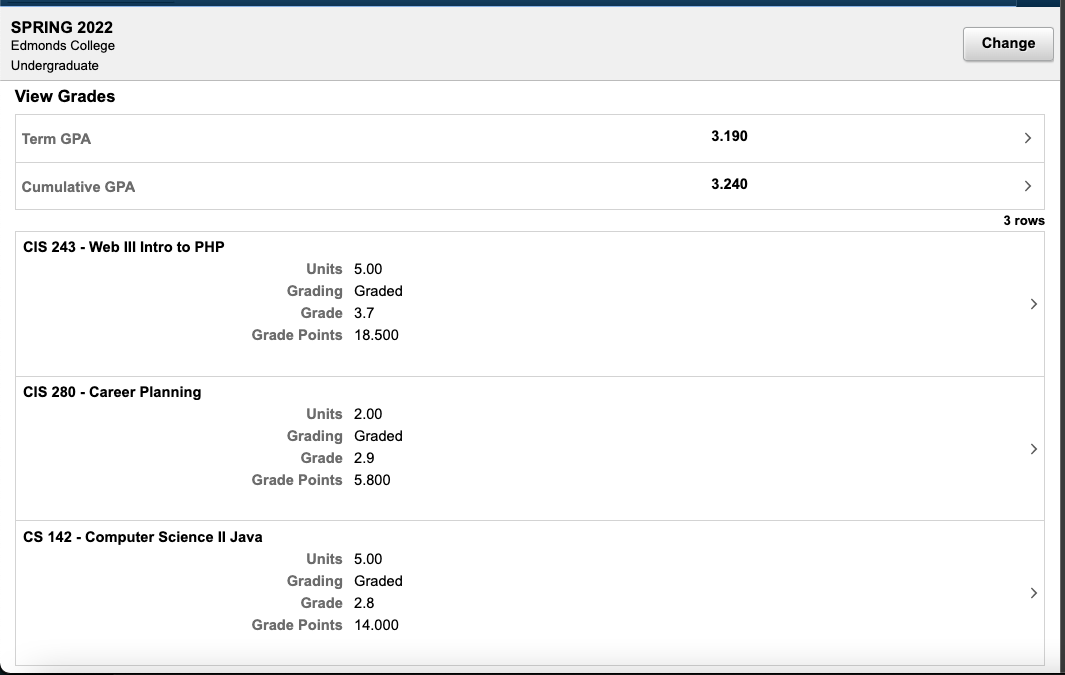 SPRING 2022
Edmonds College
Undergraduate
Change
View Grades
Term GPA 3.190
Cumulative GPA 3.240
3 rows
CIS 243 - Web III Intro to PHP
Units 5.00
Grading Graded
Grade 3.7
Grade Points 18.500
CIS 280 - Career Planning
Units 2.00
Grading Graded
Grade 2.9
Grade Points 5.800
CS 142 - Computer Science II Java
Units 5.00
Grading Graded
Grade 2.8
Grade Points 14.000